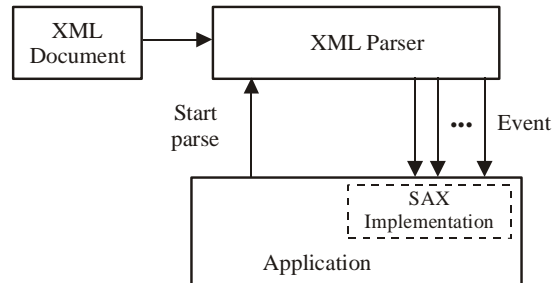 XML
Document
XML Parser
Start
parse
... Event
SAX
Implementation
Application